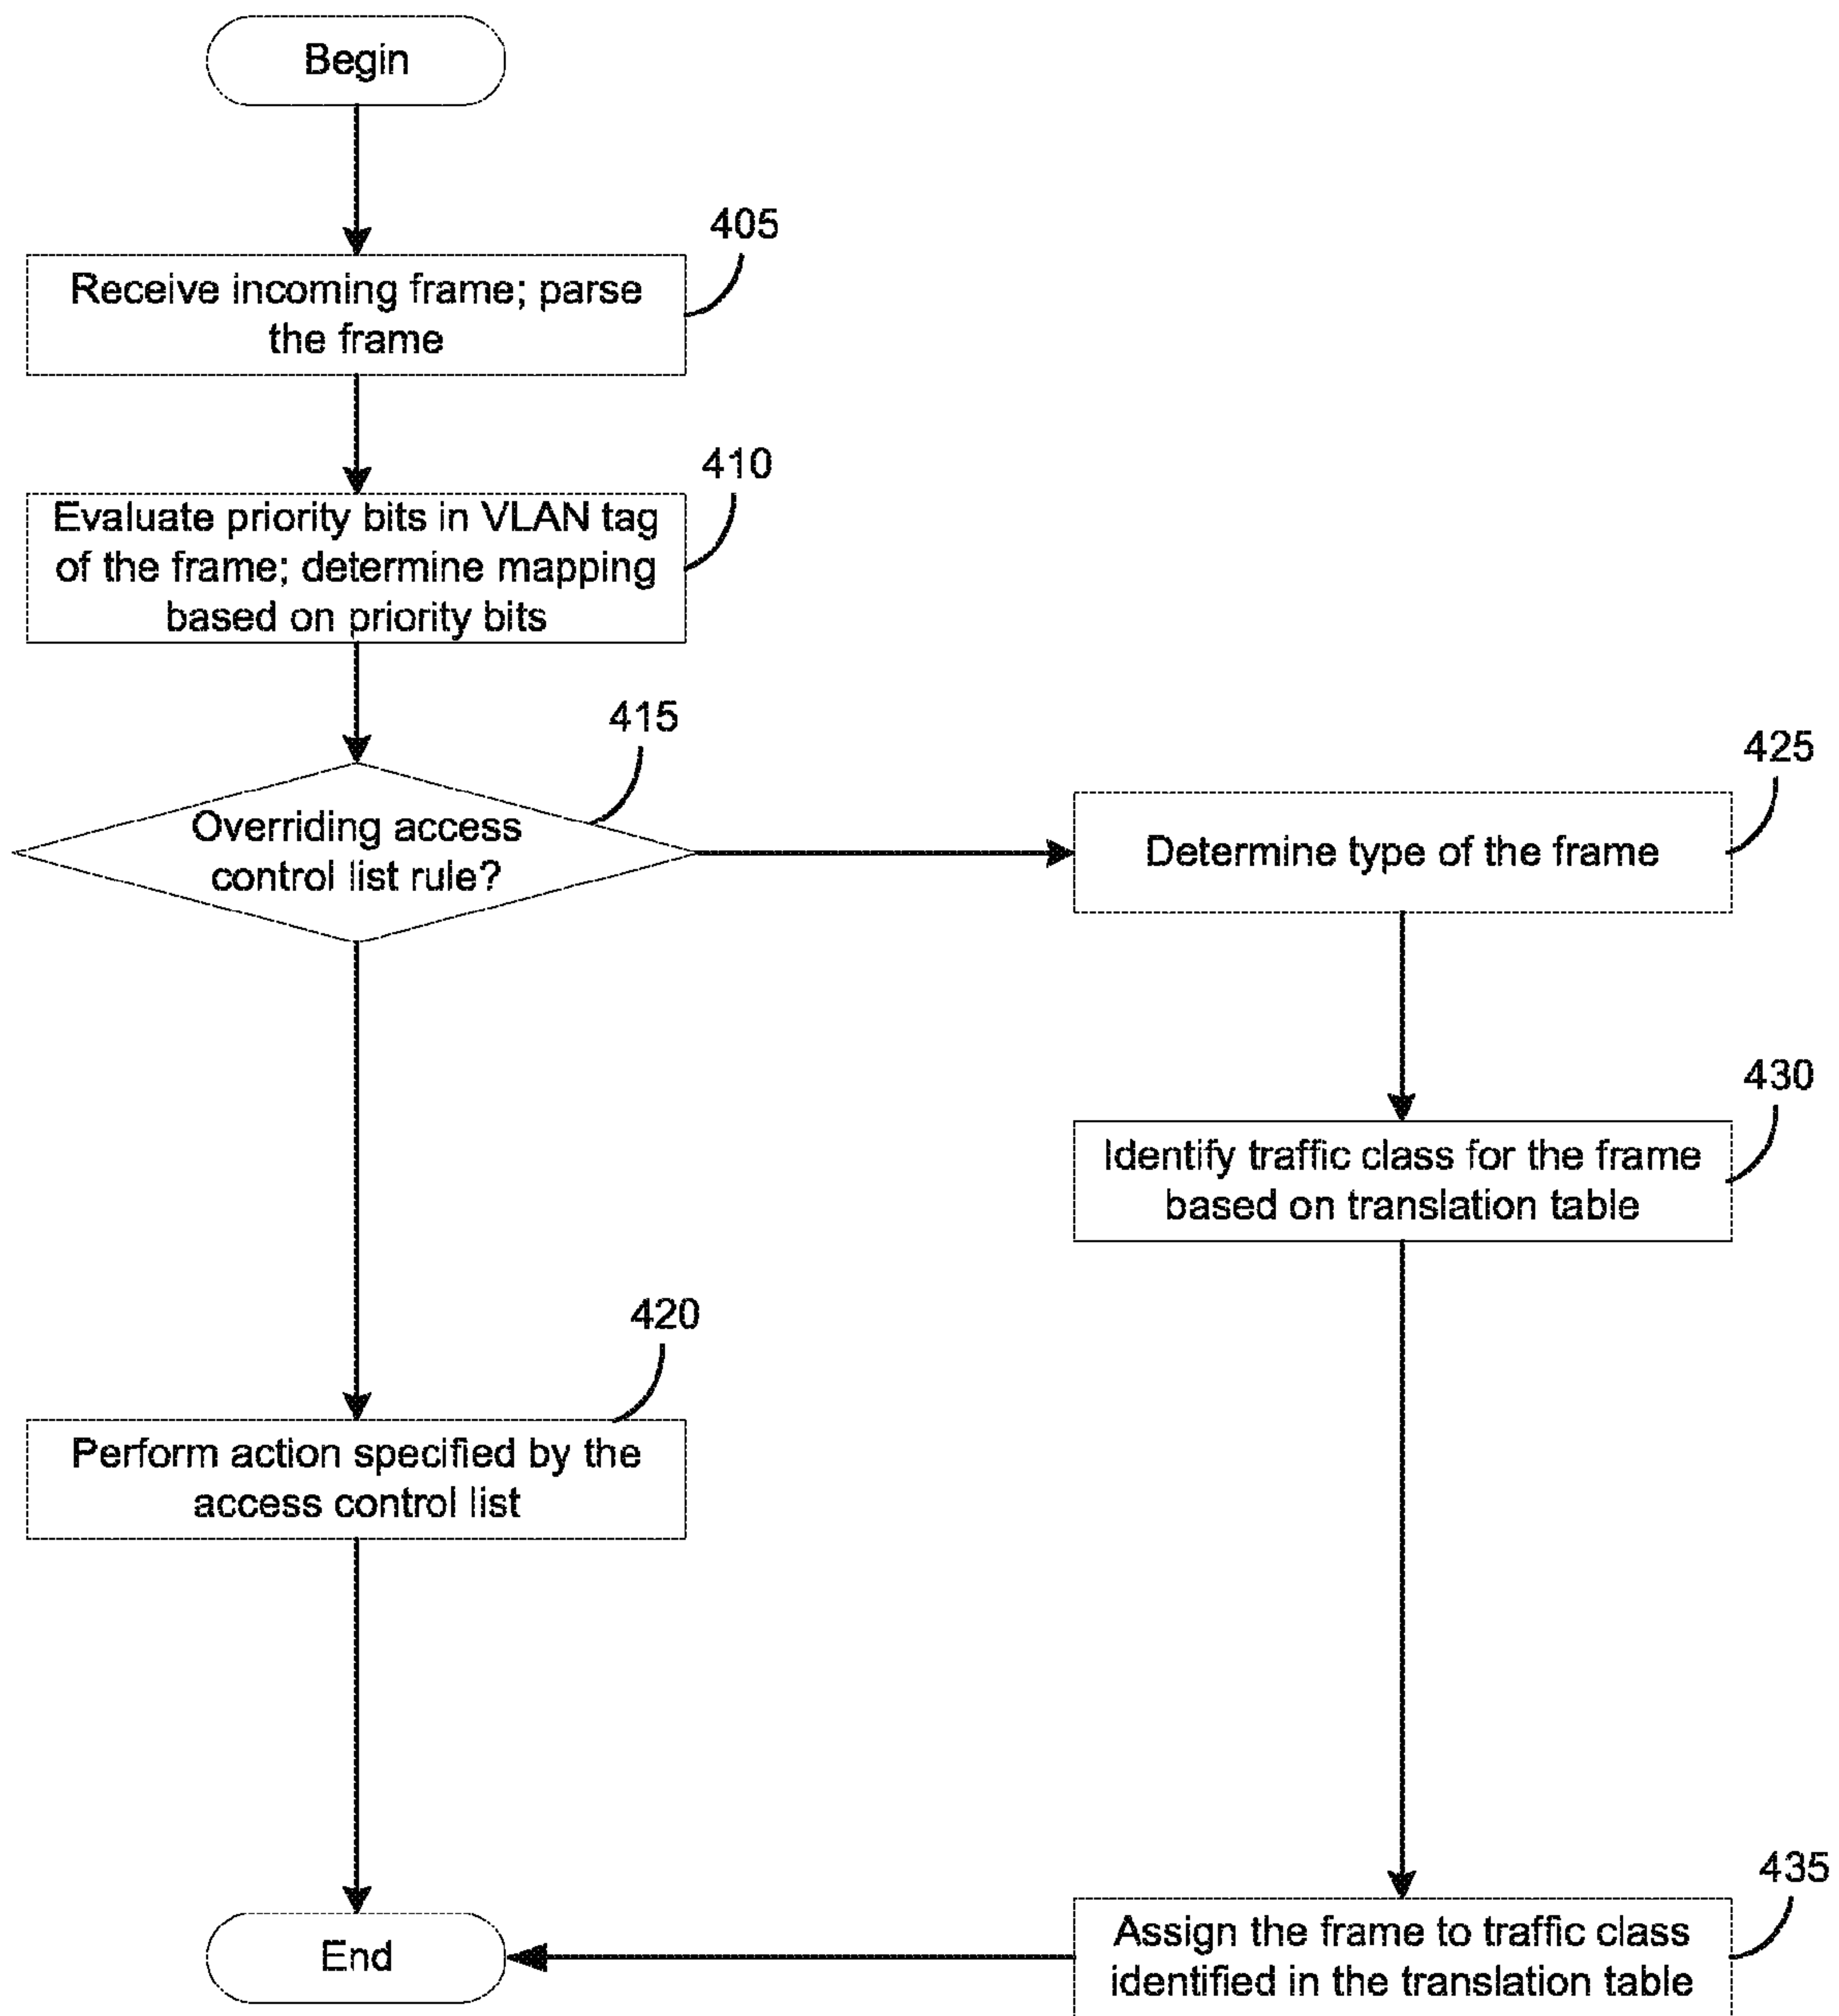 Begin
405
Receive incoming frame; parse
the frame
410
Evaluate priority bits in VLAN tag
of the frame; determine mapping
based on priority bits
415
Overriding access
control list rule?
425
Determine type of the frame
430
Identify traffic class for the frame
based on translation table
420
Perform action specified by the
access control list
435
Assign the frame to traffic class
identified in the translation table
End